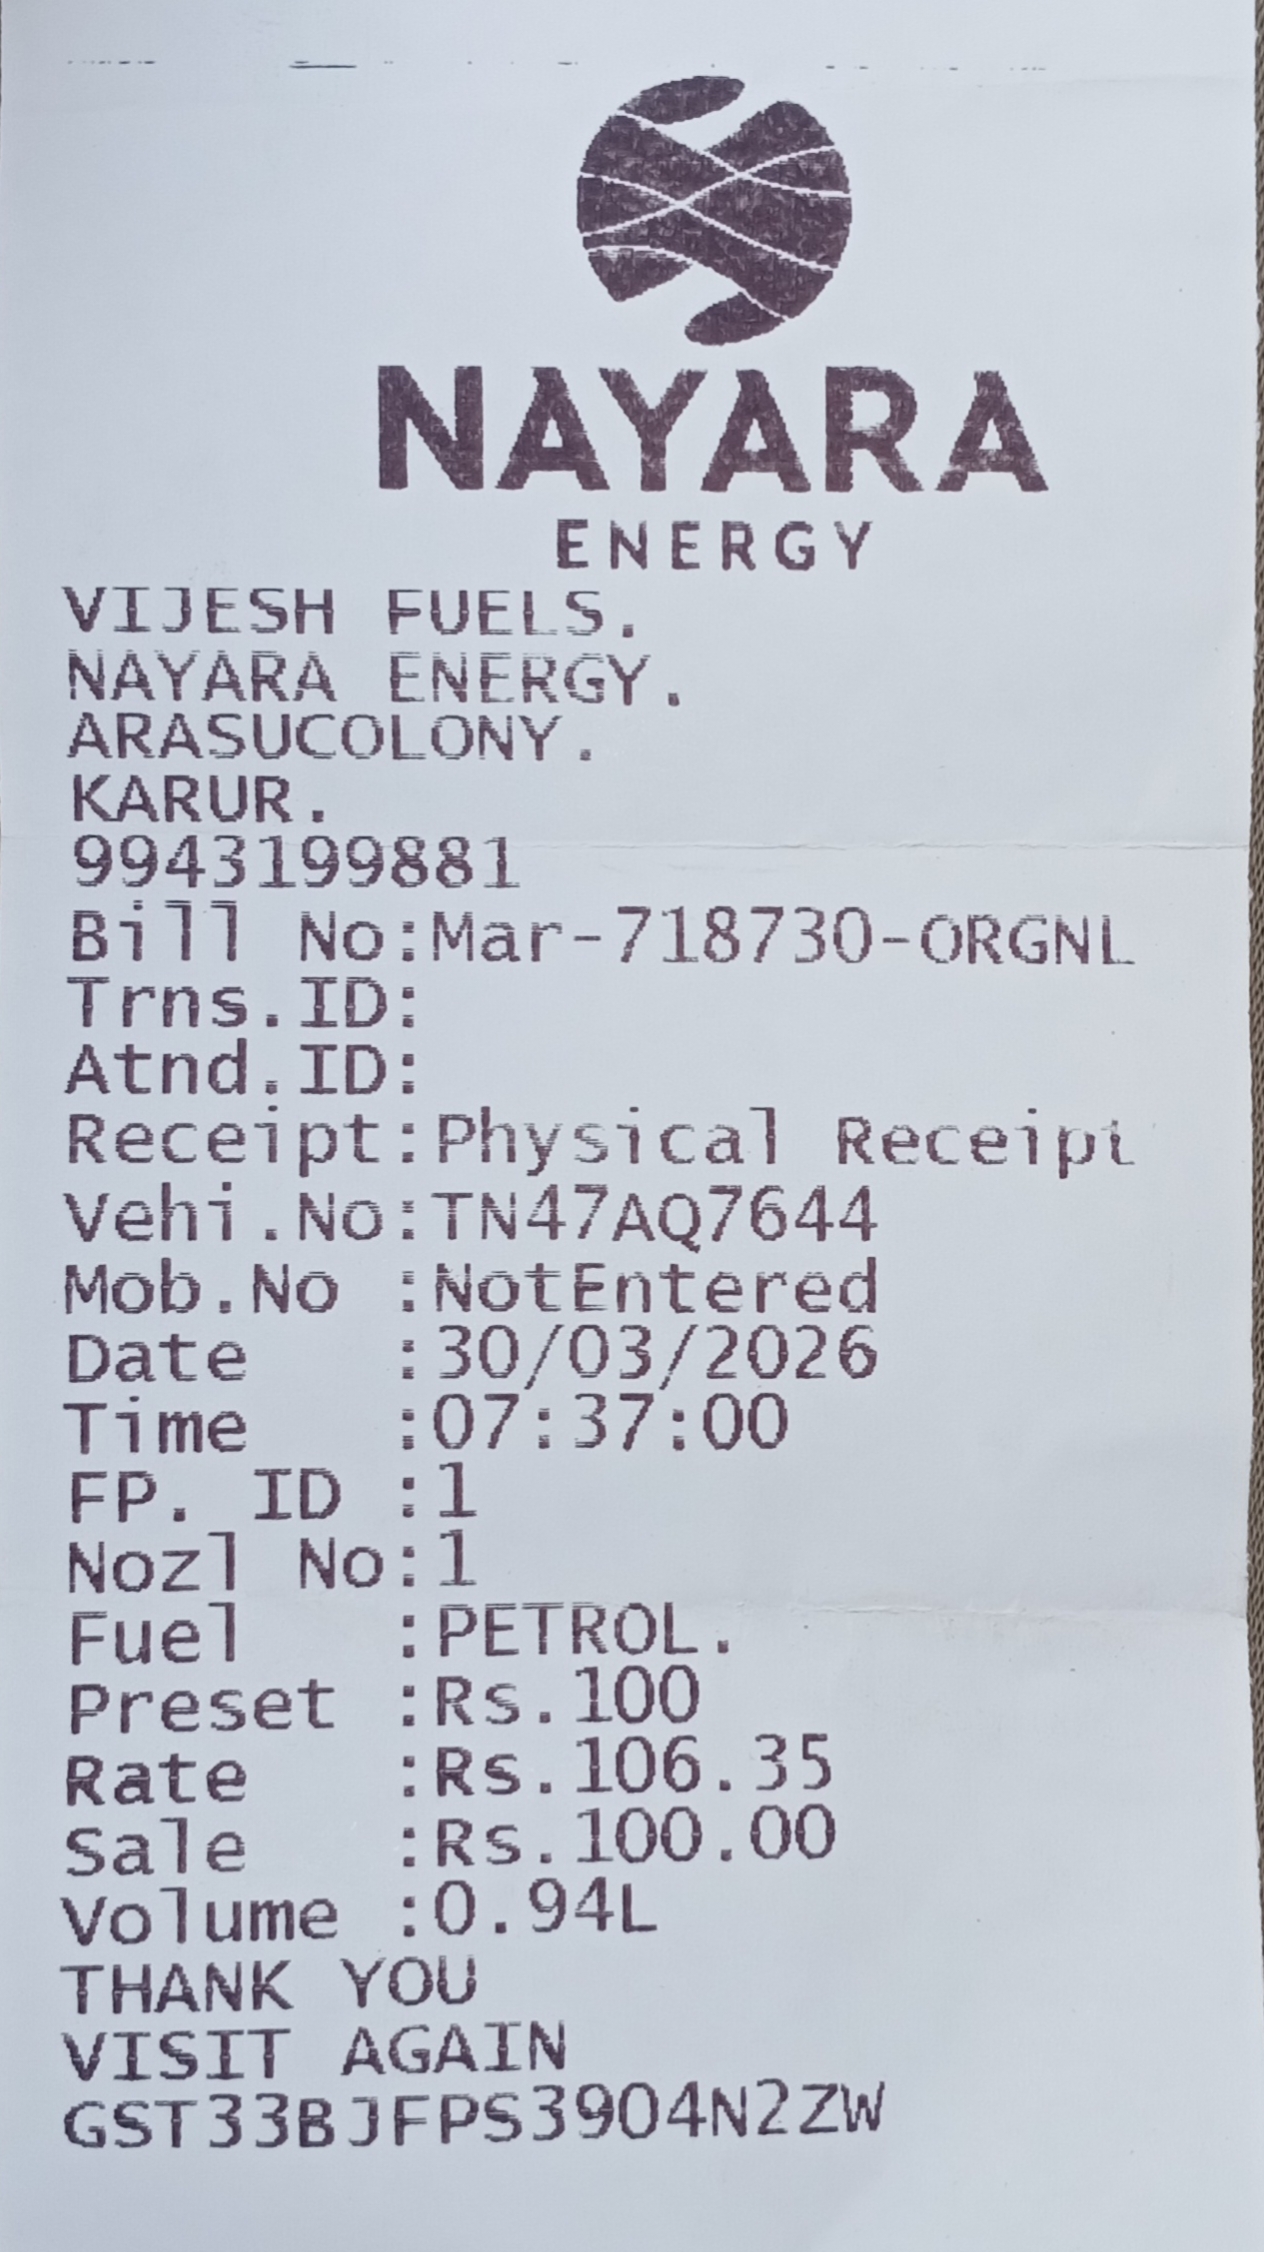 NAYARA
ENERGY
VIJESH FUELS.
NAYARA ENERGY.
ARASUCOLONY.
KARUR.
9943199881
Bill No:Mar-718730-ORGNL
Trns.ID:
Atnd.ID:
Receipt:Physical Receipt
Vehi.No:TN47AQ7644
Mob.No :NotEntered
Date :30/03/2026
Time :07:37:00
FP. ID :1
Nozl No:1
Fuel :PETROL.
Preset :Rs.100
Rate :Rs.106.35
Sale :Rs.100.00
Volume :0.94L
THANK YOU
VISIT AGAIN
GST33BJFPS3904N2ZW